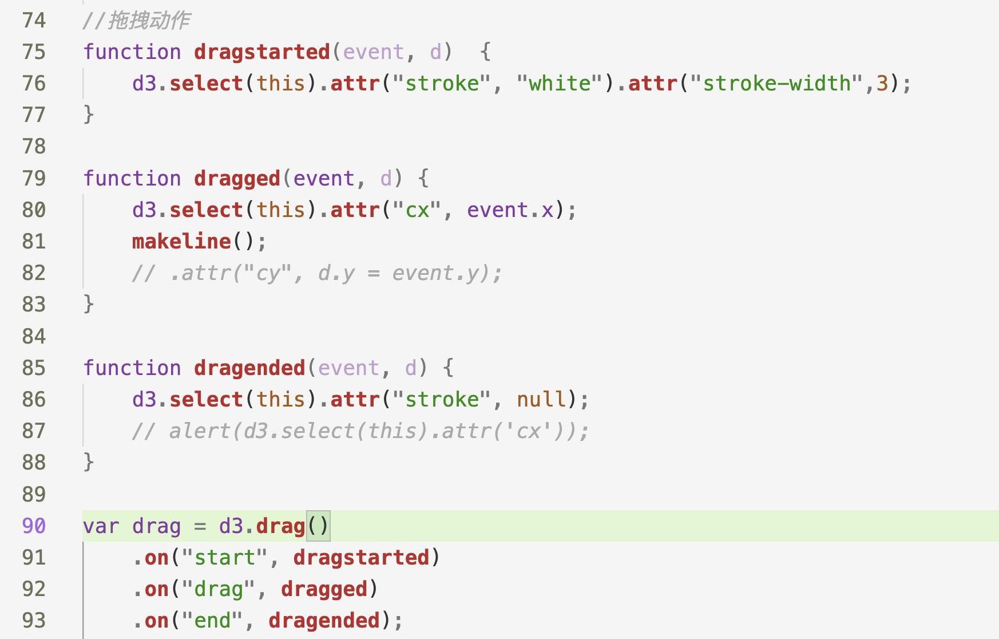 74 //拖拽动作
75 function dragstarted(event, d)  {
76     d3.select(this).attr("stroke", "white").attr("stroke-width",3);
77 }
78
79 function dragged(event, d) {
80     d3.select(this).attr("cx", event.x);
81     makeline();
82     // .attr("cy", d.y = event.y);
83 }
84
85 function dragended(event, d) {
86     d3.select(this).attr("stroke", null);
87     // alert(d3.select(this).attr('cx'));
88 }
89
90 var drag = d3.drag()
91     .on("start", dragstarted)
92     .on("drag", dragged)
93     .on("end", dragended);